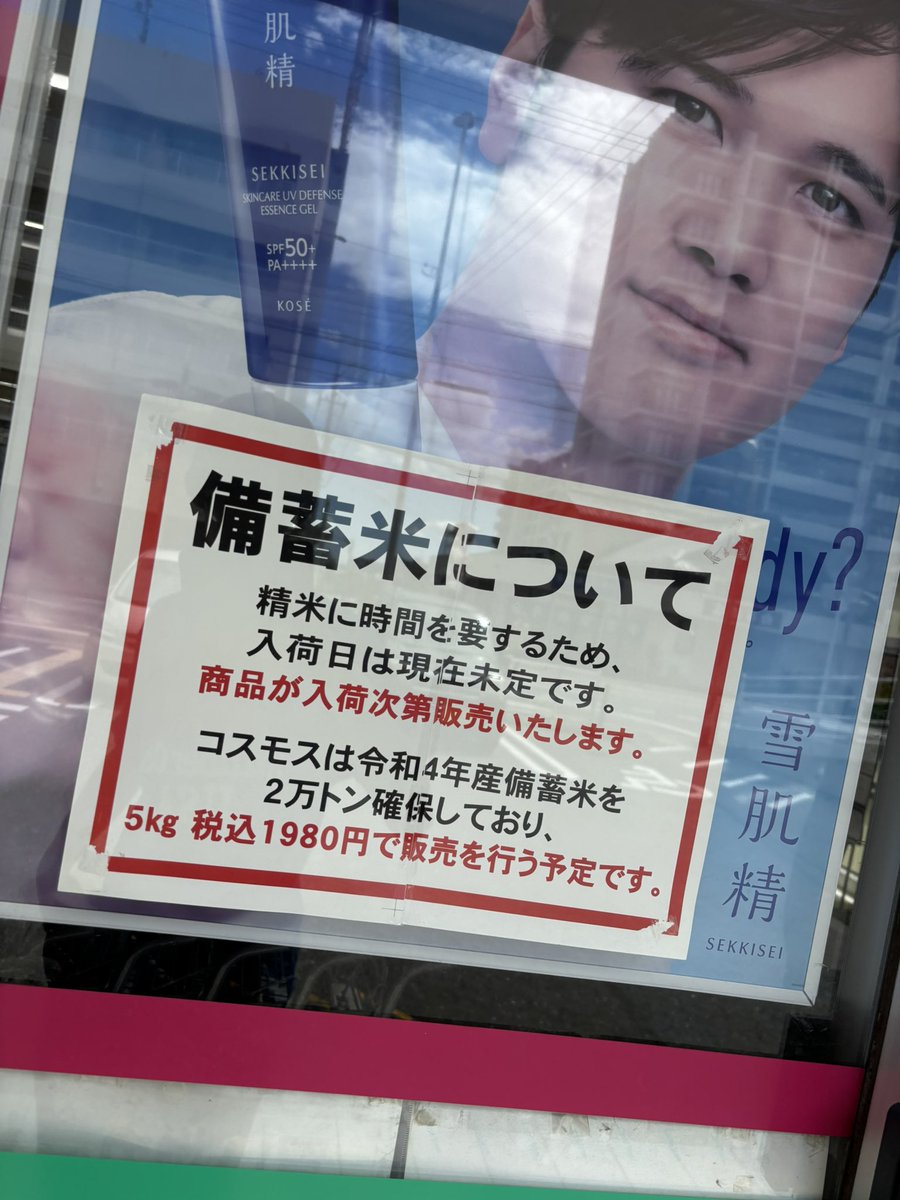 肌
精
SEKKISEI
SKINCARE UV DEFENSE
ESSENCE GEL
SPF50+
PA++++
KOSÉ
備蓄米について
精米に時間を要するため、
入荷日は現在未定です。
商品が入荷次第販売いたします。
コスモスは令和4年産備蓄米を
2万トン確保しており、
5kg 税込1980円で販売を行う予定です。
dy?
。
雪
肌
精
SEKKISEI